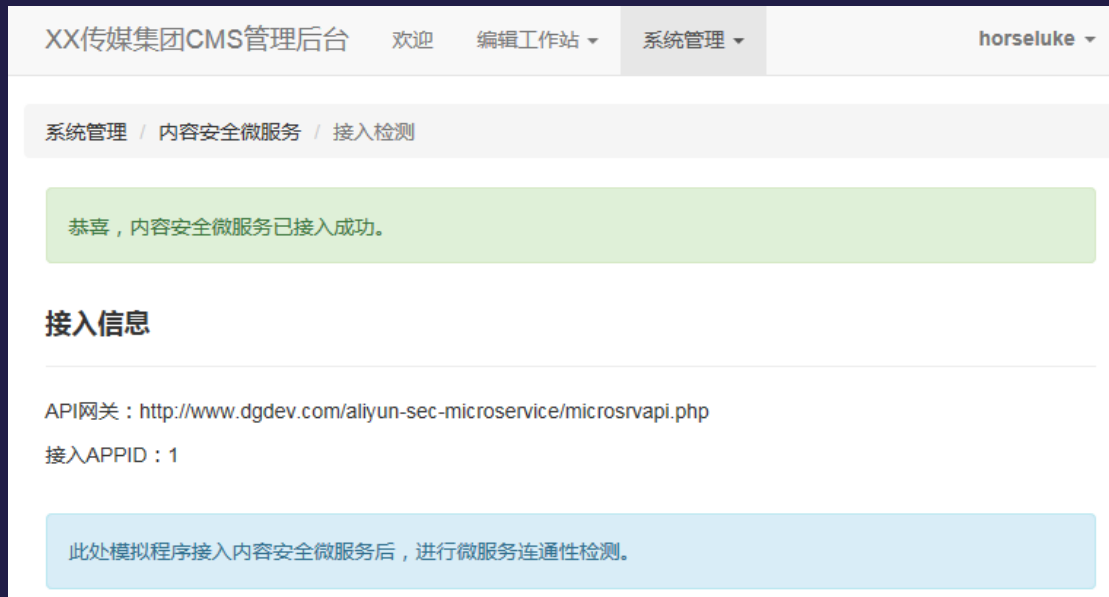 XX传媒集团CMS管理后台 欢迎 编辑工作站 系统管理 horseluke
系统管理 / 内容安全微服务 / 接入检测
恭喜，内容安全微服务已接入成功。
接入信息
API网关：http://www.dgdev.com/aliyun-sec-microservice/microsrvapi.php
接入APPID：1
此处模拟程序接入内容安全微服务后，进行微服务连通性检测。